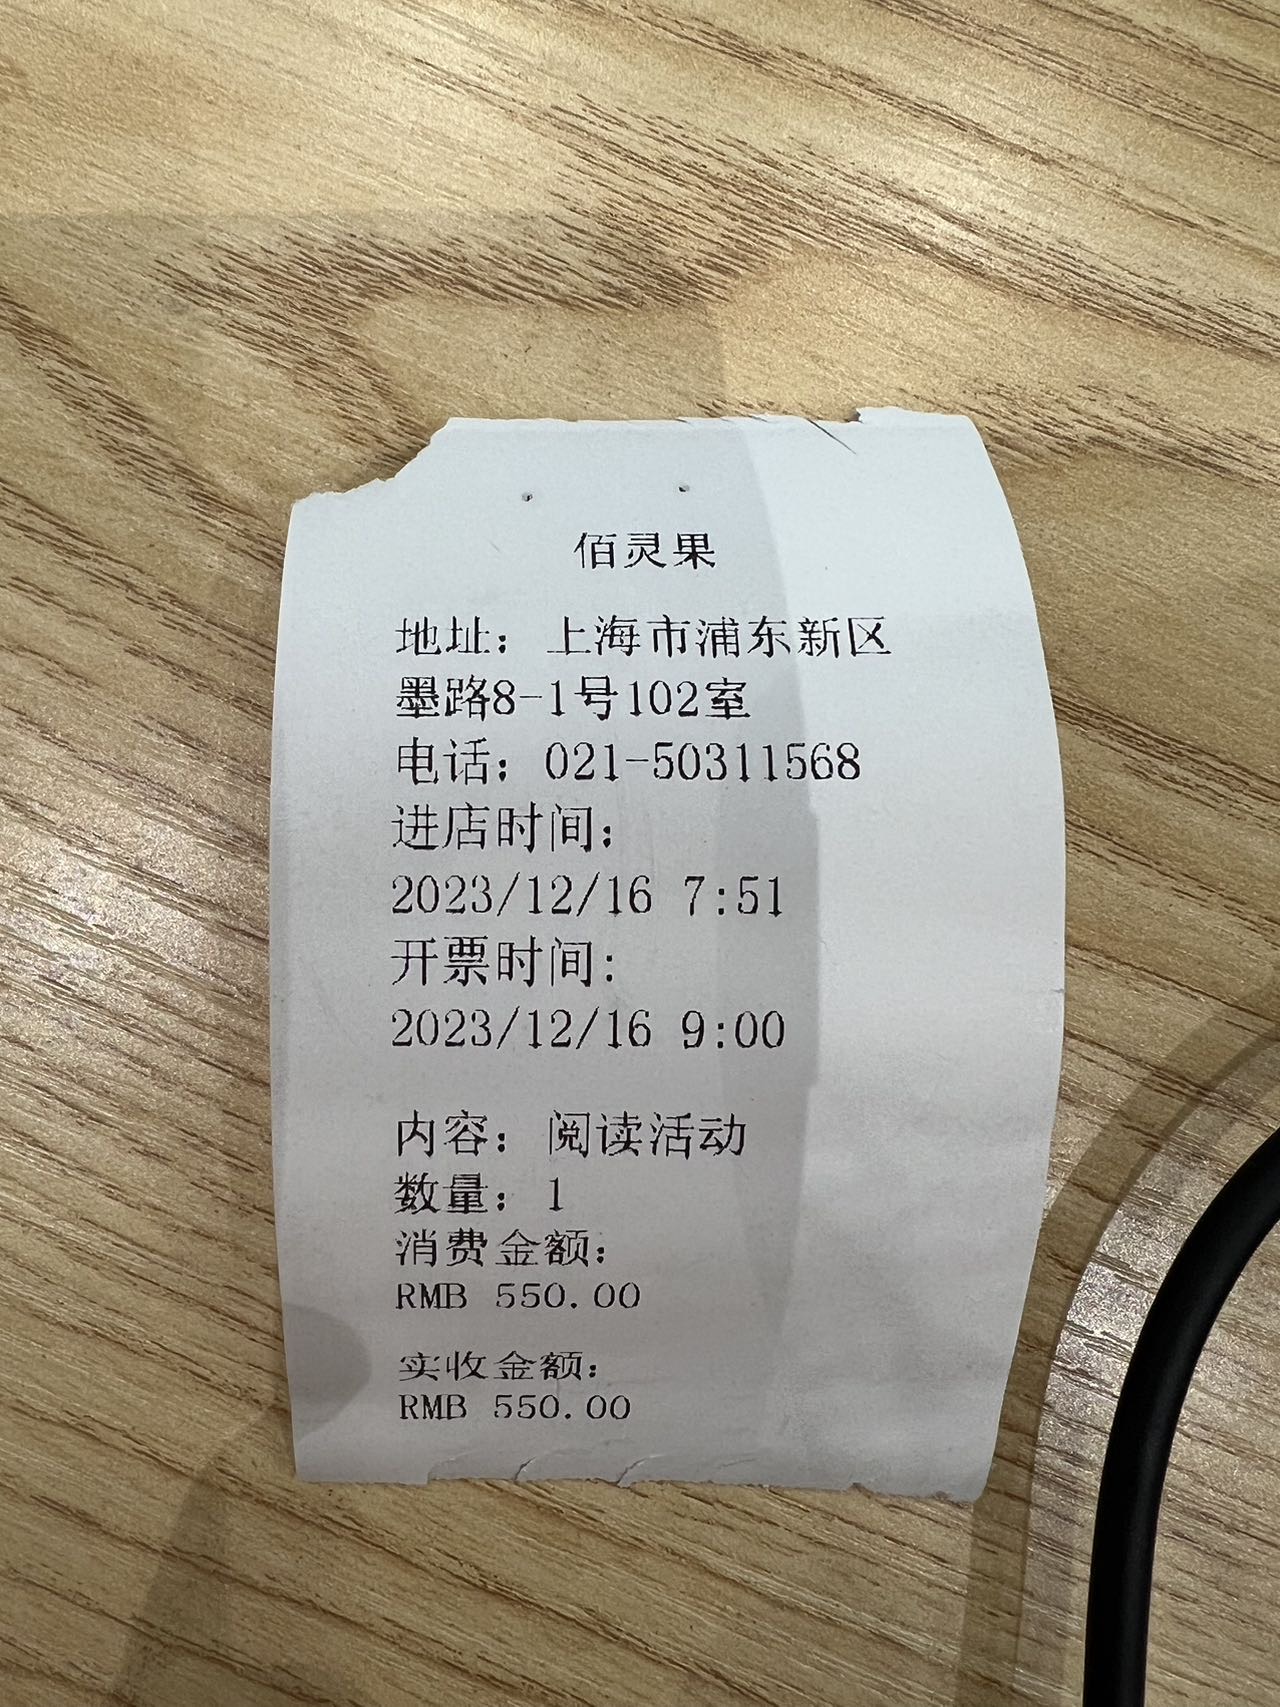 佰灵果
地址：上海市浦东新区
墨路8-1号102室
电话：021-50311568
进店时间：
2023/12/16 7:51
开票时间：
2023/12/16 9:00
内容：阅读活动
数量：1
消费金额：
RMB 550.00
实收金额：
RMB 550.00